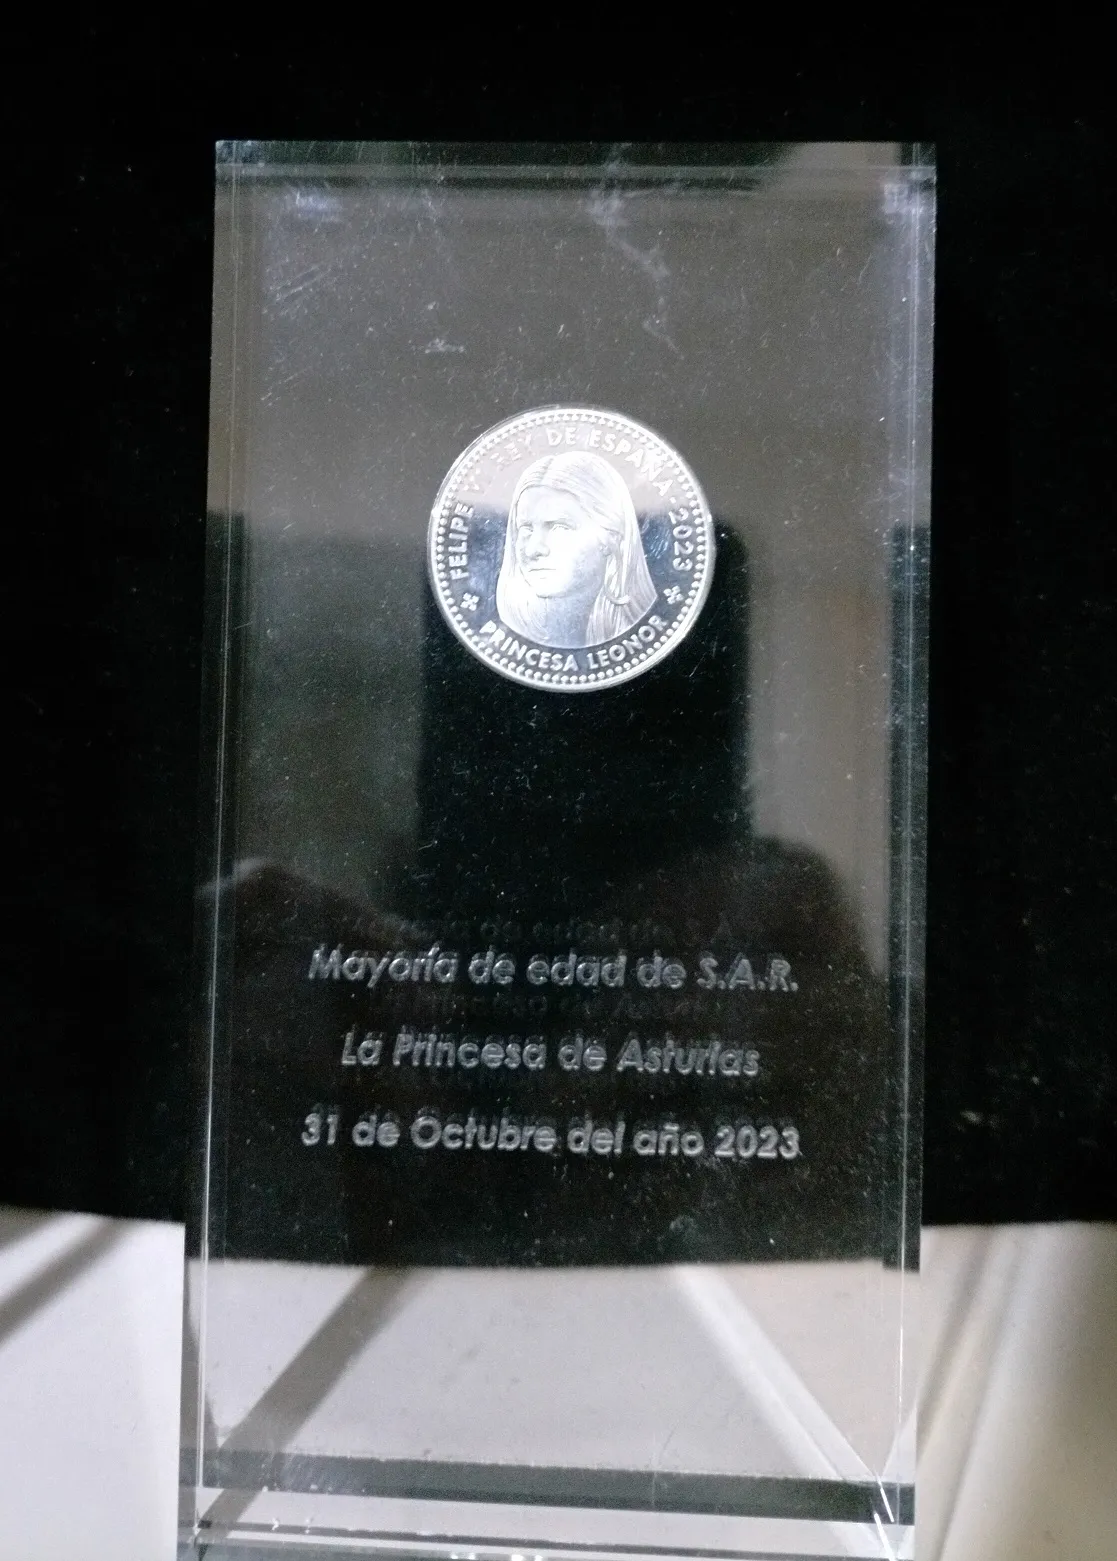 FELIPE VI REY DE ESPAÑA - 2023
PRINCESA LEONOR
Mayoría de edad de S.A.R.
La Princesa de Asturias
31 de Octubre del año 2023